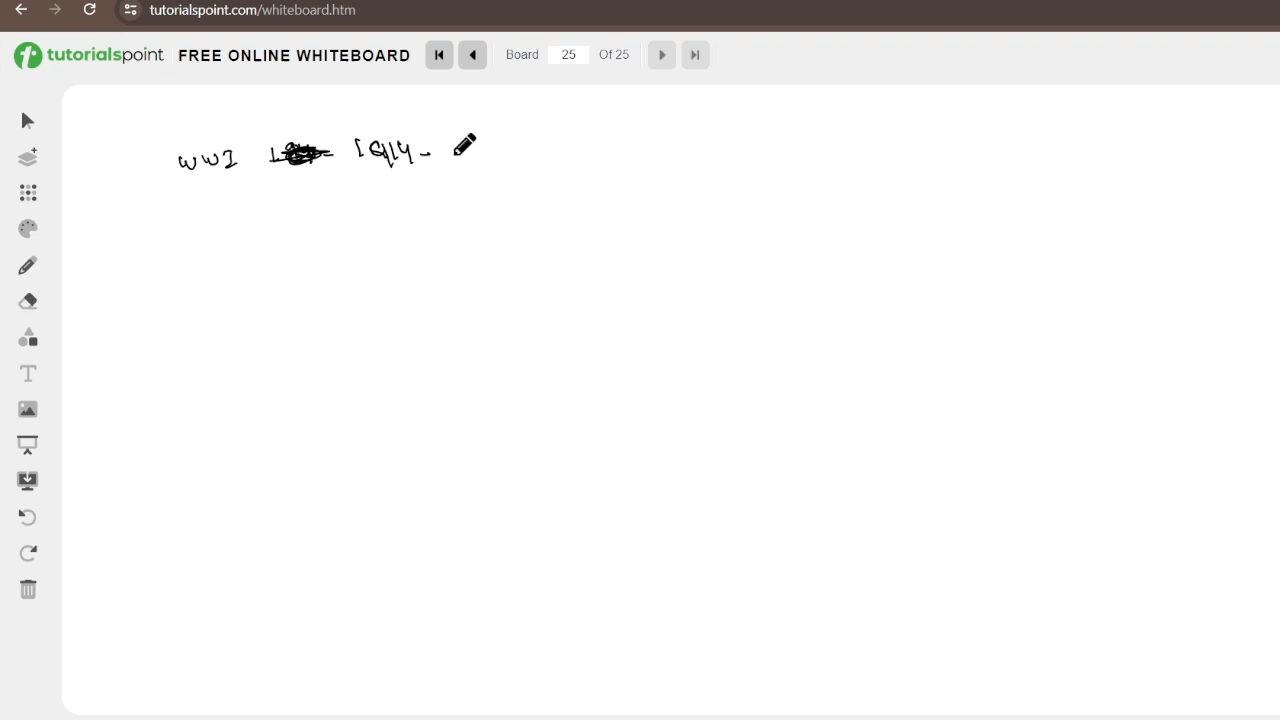 tutorialspoint.com/whiteboard.htm
tutorialspoint FREE ONLINE WHITEBOARD Board 25 Of 25
WWI 1914 -